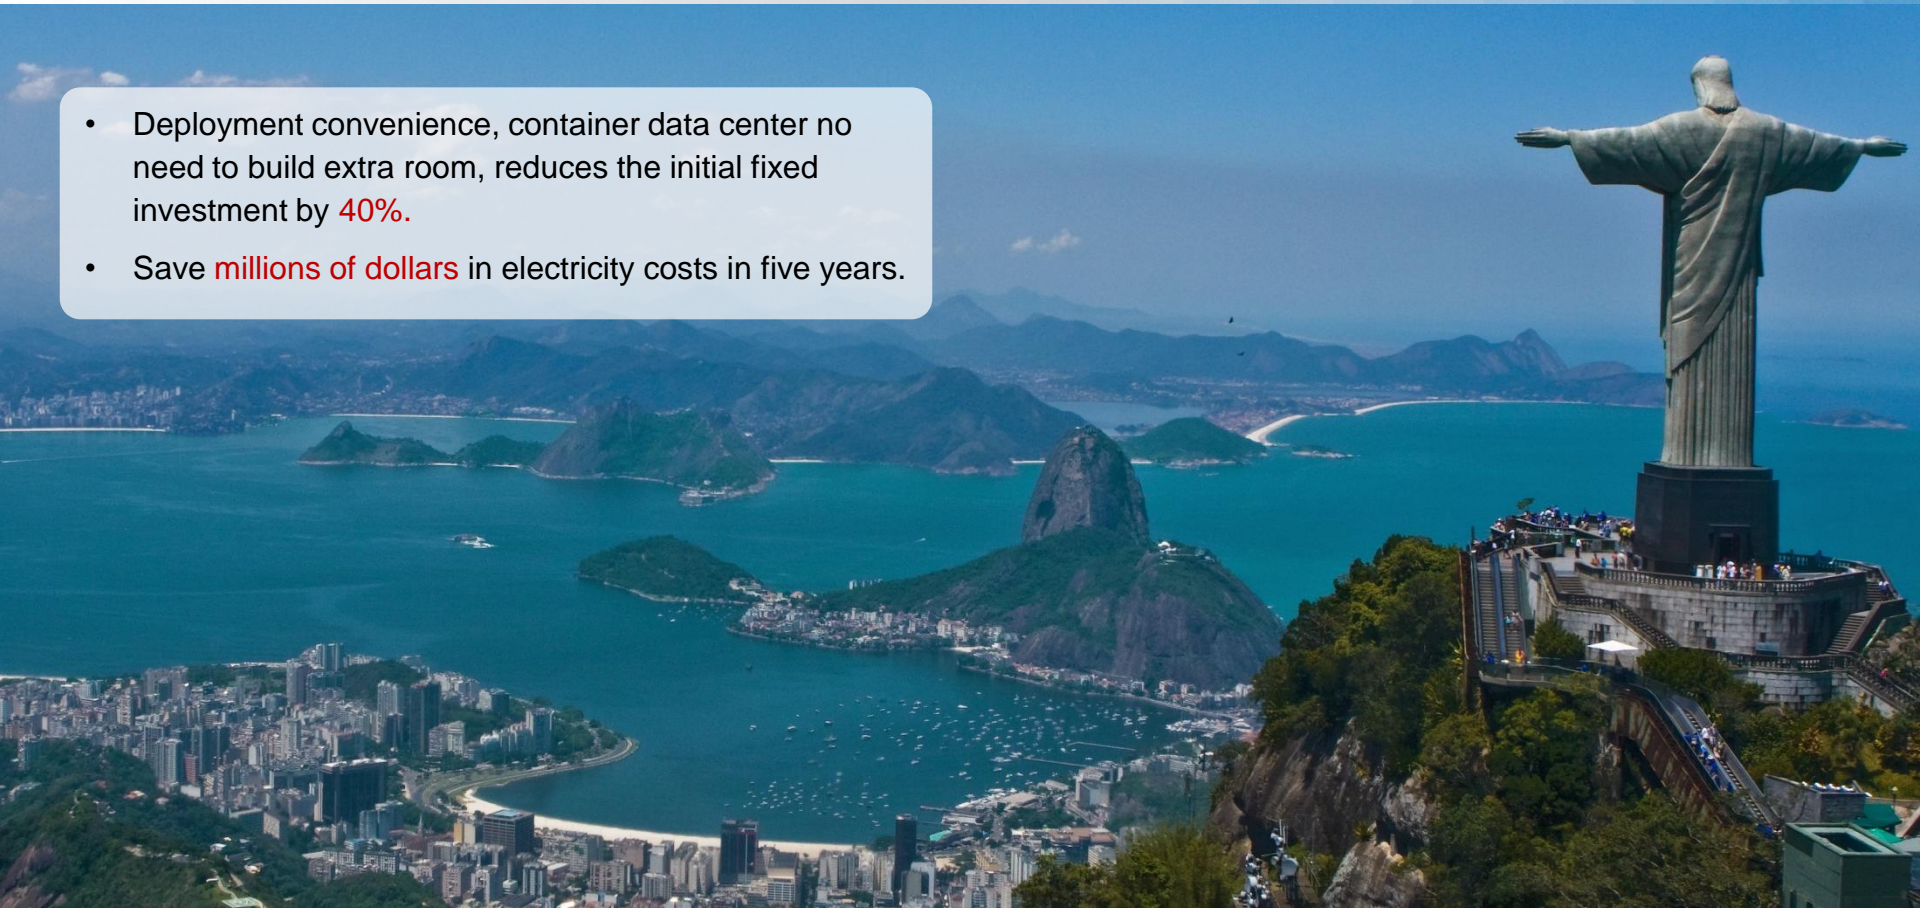 • Deployment convenience, container data center no
need to build extra room, reduces the initial fixed
investment by 40%.
• Save millions of dollars in electricity costs in five years.